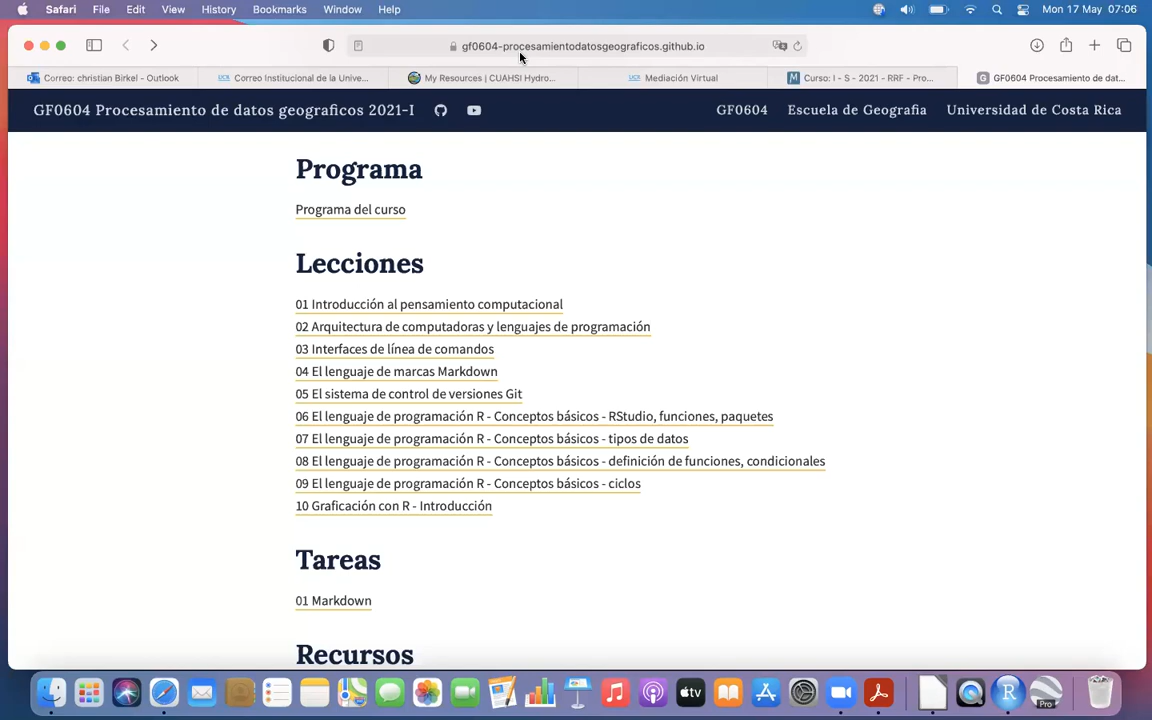 Safari File Edit View History Bookmarks Window Help Mon 17 May 07:06
gf0604-procesamientodatosgeograficos.github.io
Correo: christian Birkel - Outlook
Correo Institucional de la Unive...
My Resources | CUAHSI Hydro...
Mediación Virtual
Curso: I - S - 2021 - RRF - Pro...
GF0604 Procesamiento de dat...
GF0604 Procesamiento de datos geograficos 2021-I GF0604 Escuela de Geografia Universidad de Costa Rica
Programa
Programa del curso
Lecciones
01 Introducción al pensamiento computacional
02 Arquitectura de computadoras y lenguajes de programación
03 Interfaces de línea de comandos
04 El lenguaje de marcas Markdown
05 El sistema de control de versiones Git
06 El lenguaje de programación R - Conceptos básicos - RStudio, funciones, paquetes
07 El lenguaje de programación R - Conceptos básicos - tipos de datos
08 El lenguaje de programación R - Conceptos básicos - definición de funciones, condicionales
09 El lenguaje de programación R - Conceptos básicos - ciclos
10 Graficación con R - Introducción
Tareas
01 Markdown
Recursos
tv R Pro